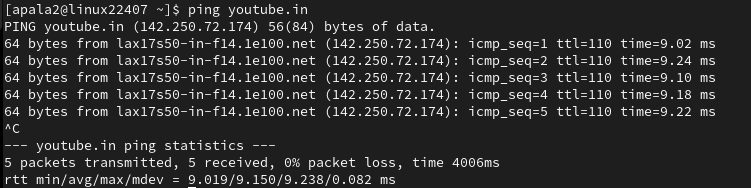 [apala2@linux22407 ~]$ ping youtube.in
PING youtube.in (142.250.72.174) 56(84) bytes of data.
64 bytes from lax17s50-in-f14.1e100.net (142.250.72.174): icmp_seq=1 ttl=110 time=9.02 ms
64 bytes from lax17s50-in-f14.1e100.net (142.250.72.174): icmp_seq=2 ttl=110 time=9.24 ms
64 bytes from lax17s50-in-f14.1e100.net (142.250.72.174): icmp_seq=3 ttl=110 time=9.10 ms
64 bytes from lax17s50-in-f14.1e100.net (142.250.72.174): icmp_seq=4 ttl=110 time=9.18 ms
64 bytes from lax17s50-in-f14.1e100.net (142.250.72.174): icmp_seq=5 ttl=110 time=9.22 ms
^C
--- youtube.in ping statistics ---
5 packets transmitted, 5 received, 0% packet loss, time 4006ms
rtt min/avg/max/mdev = 9.019/9.150/9.238/0.082 ms